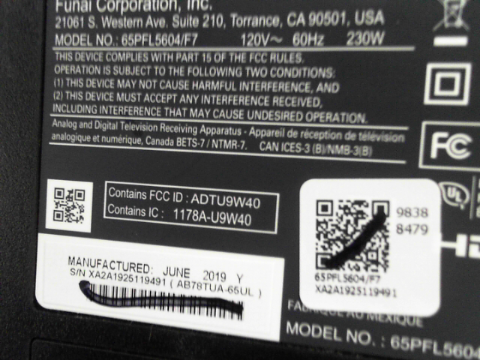 Funai Corporation, Inc.
21061 S. Western Ave. Suite 210, Torrance, CA 90501, USA
MODEL NO.: 65PFL5604/F7 120V~ 60Hz 230W
THIS DEVICE COMPLIES WITH PART 15 OF THE FCC RULES.
OPERATION IS SUBJECT TO THE FOLLOWING TWO CONDITIONS:
(1) THIS DEVICE MAY NOT CAUSE HARMFUL INTERFERENCE, AND
(2) THIS DEVICE MUST ACCEPT ANY INTERFERENCE RECEIVED,
INCLUDING INTERFERENCE THAT MAY CAUSE UNDESIRED OPERATION.
Analog and Digital Television Receiving Apparatus - Appareil de réception de télévision
analogique et numérique, Canada BETS-7 / NTMR-7. CAN ICES-3 (B)/NMB-3(B)
FC
UL
Contains FCC ID : ADTU9W40
Contains IC : 1178A-U9W40
9838
8479
65PFL5604/F7
XA2A1925119491
MANUFACTURED: JUNE 2019 Y
S/N XA2A1925119491 ( AB78TUA-65UL )
FABRIQUÉ AU MEXIQUE
MODEL NO. : 65PFL5604